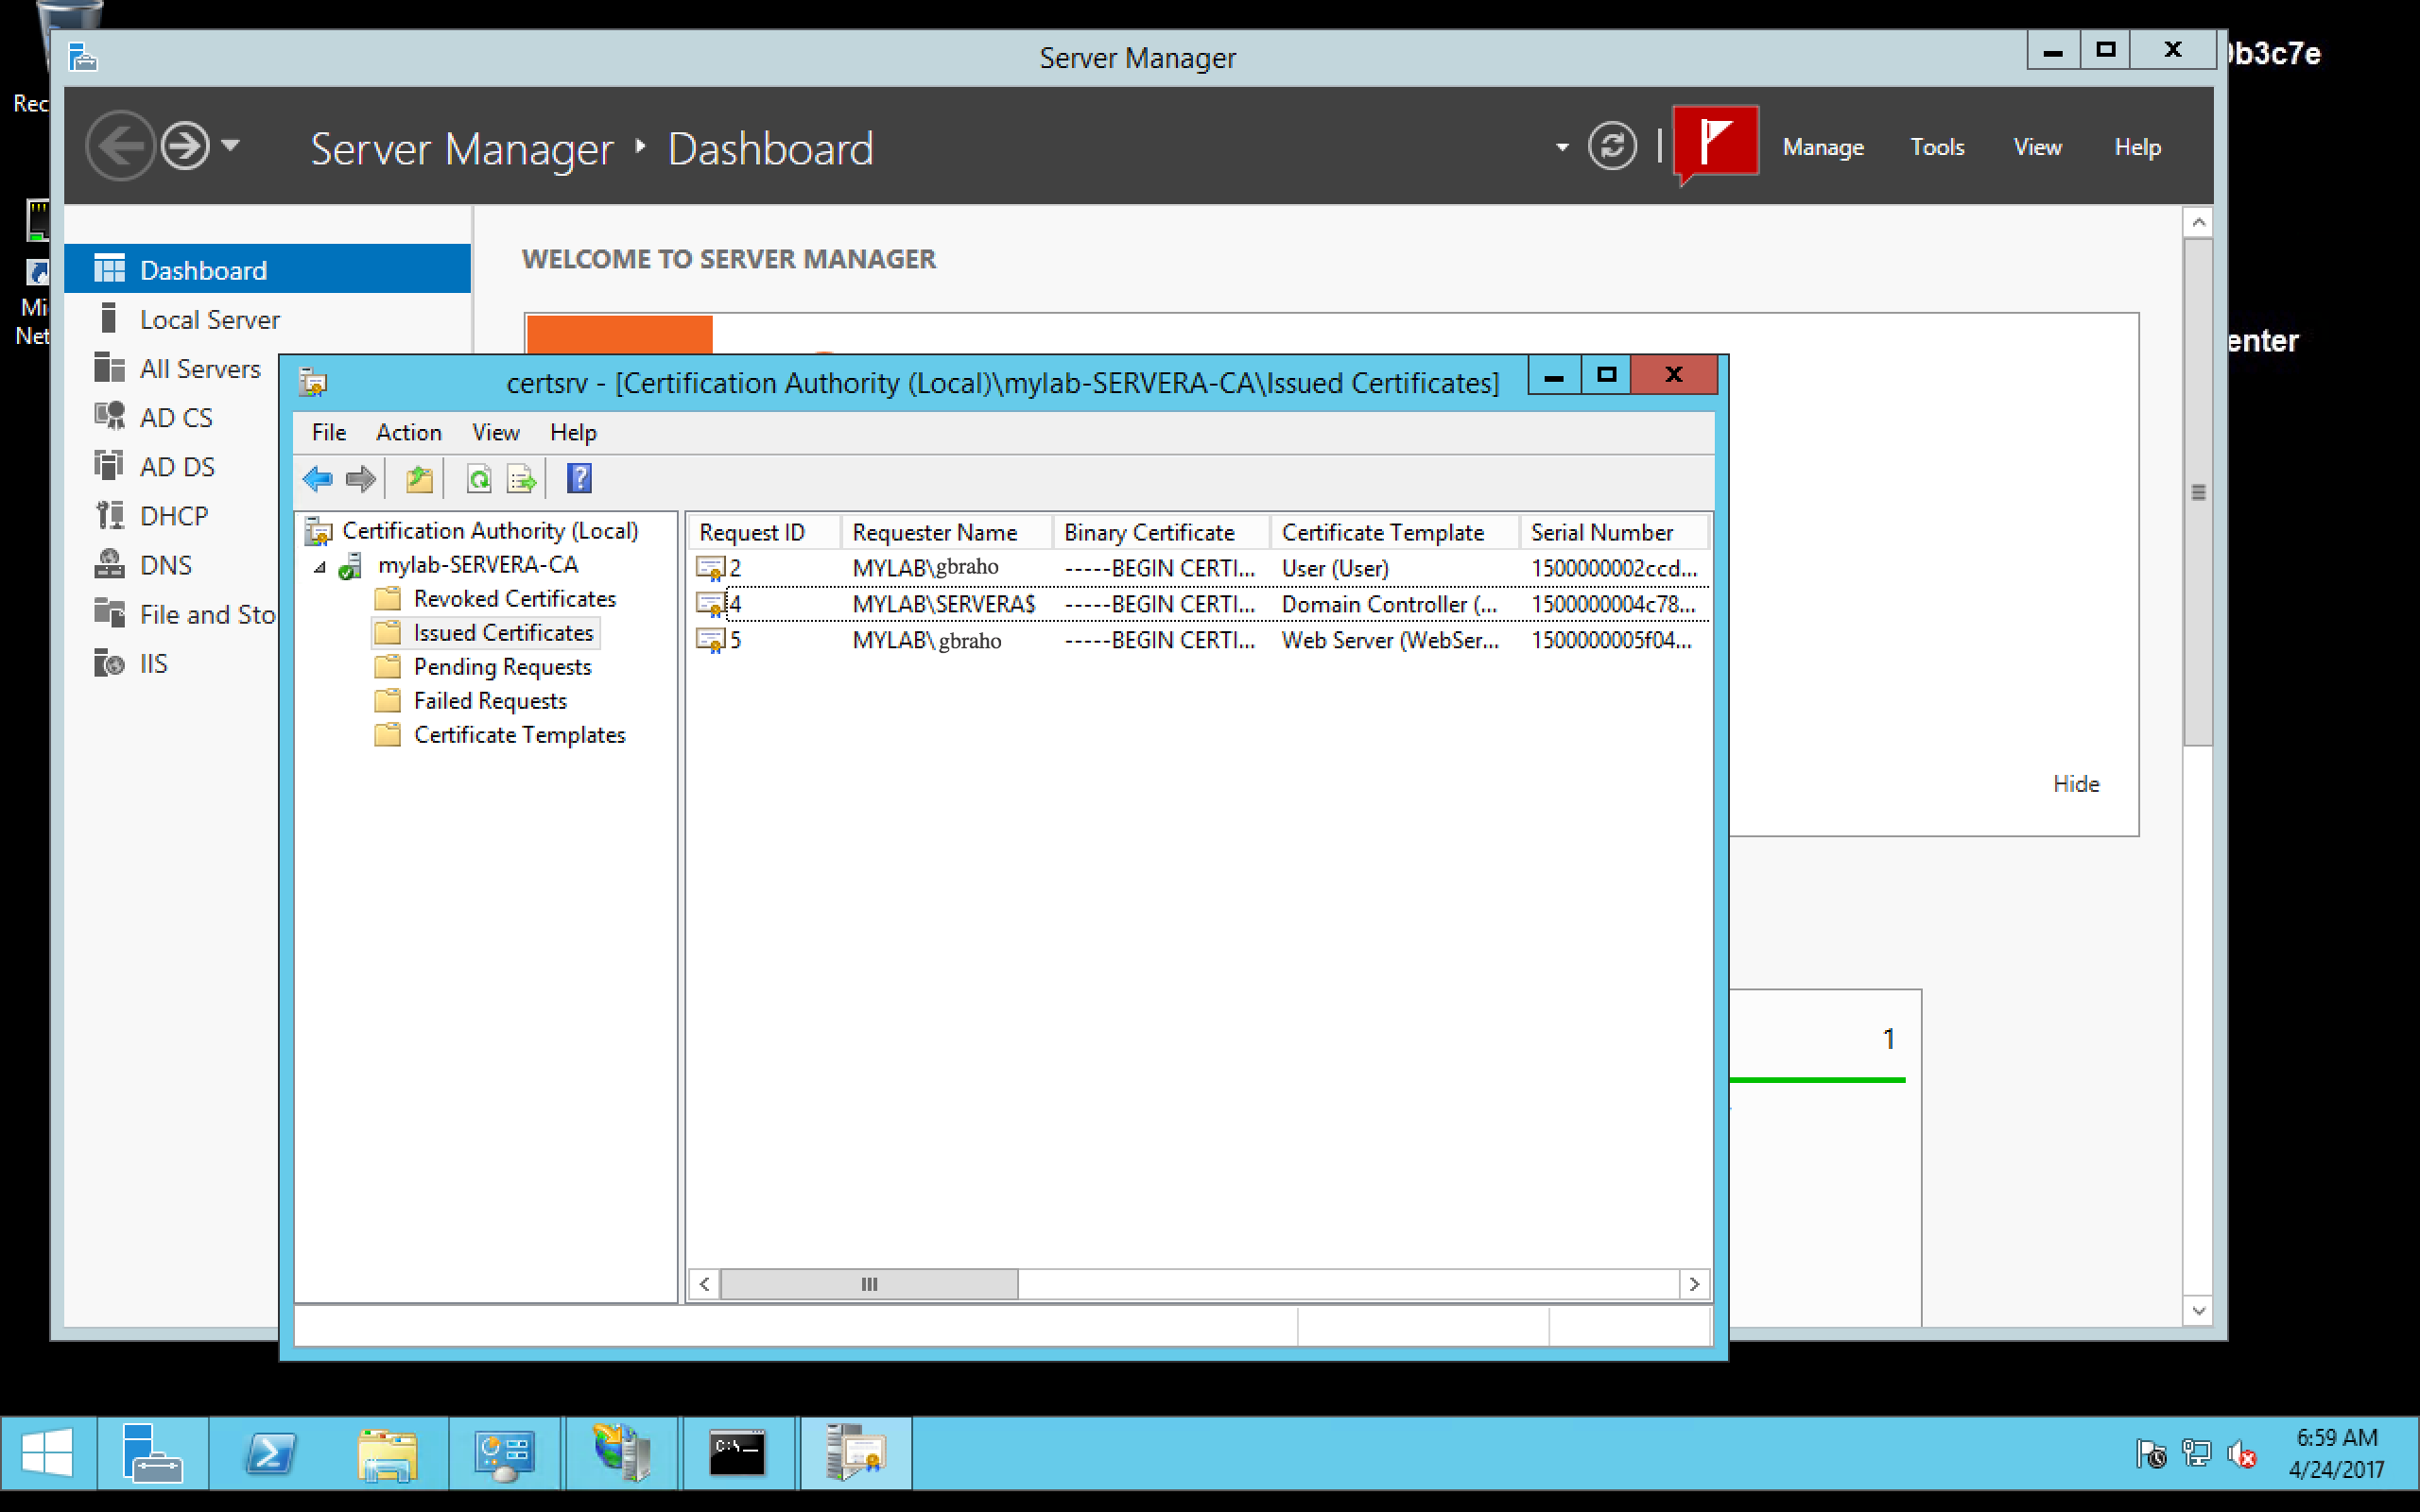 Server Manager
9b3c7e
Rec
Server Manager ‣ Dashboard
Manage Tools View Help
WELCOME TO SERVER MANAGER
Dashboard
Local Server
All Servers
AD CS
AD DS
DHCP
DNS
File and Sto
IIS
Mi
Net
enter
certsrv - [Certification Authority (Local)\mylab-SERVERA-CA\Issued Certificates]
File Action View Help
Certification Authority (Local)
mylab-SERVERA-CA
Revoked Certificates
Issued Certificates
Pending Requests
Failed Requests
Certificate Templates
Request ID Requester Name Binary Certificate Certificate Template Serial Number
2 MYLAB\gbraho -----BEGIN CERTI... User (User) 1500000002ccd...
4 MYLAB\SERVERA$ -----BEGIN CERTI... Domain Controller (... 1500000004c78...
5 MYLAB\ gbraho -----BEGIN CERTI... Web Server (WebSer... 1500000005f04...
Hide
1
C:\_
6:59 AM
4/24/2017